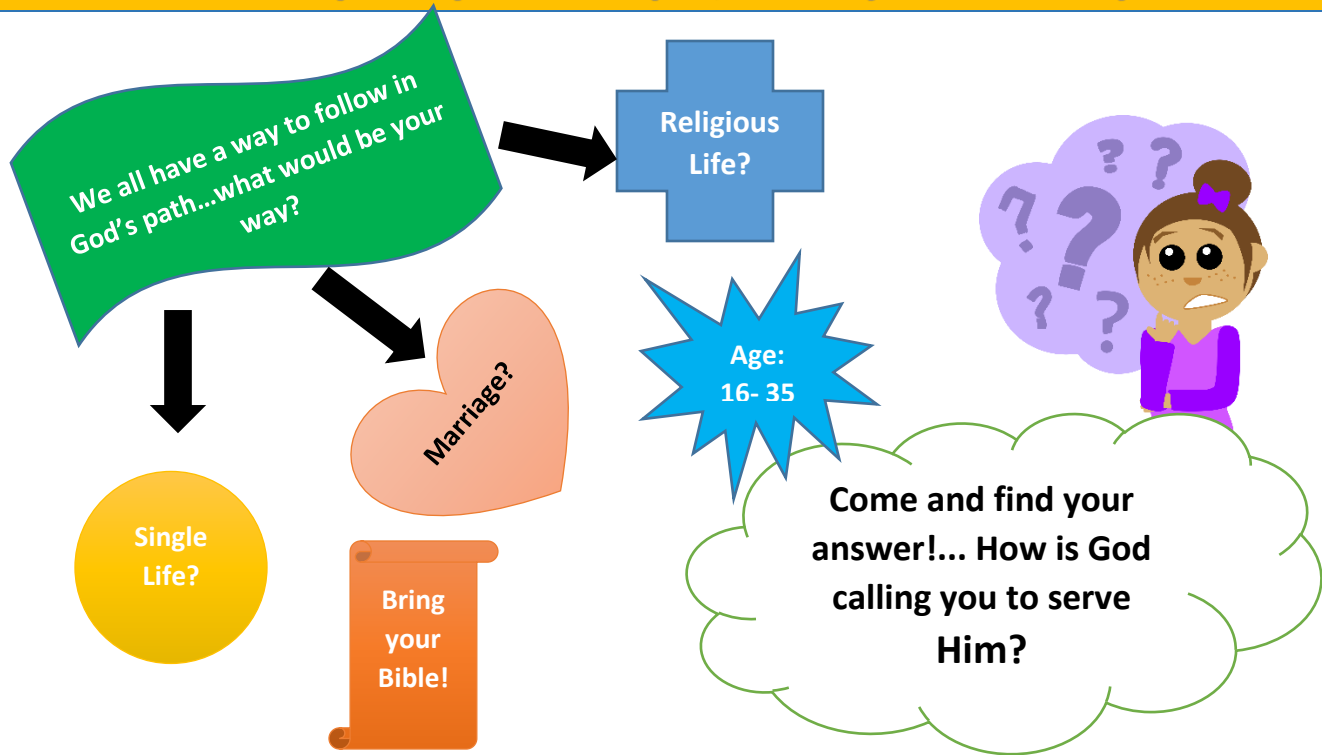 We all have a way to follow in
God's path...what would be your
way?
Religious
Life?
Age:
16- 35
Marriage?
Single
Life?
Bring
your
Bible!
Come and find your
answer!... How is God
calling you to serve
Him?